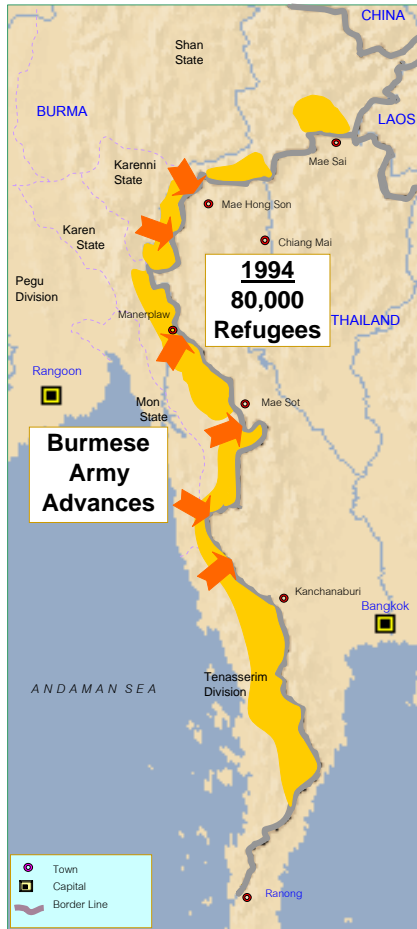 CHINA
Shan
State
BURMA
LAOS
Mae Sai
Karenni
State
Mae Hong Son
Karen
State
Chiang Mai
1994
80,000
Refugees
Pegu
Division
Manerplaw
THAILAND
Rangoon
Mon
State
Mae Sot
Burmese
Army
Advances
Kanchanaburi
Bangkok
Tenasserim
Division
ANDAMAN SEA
Town
Capital
Border Line
Ranong